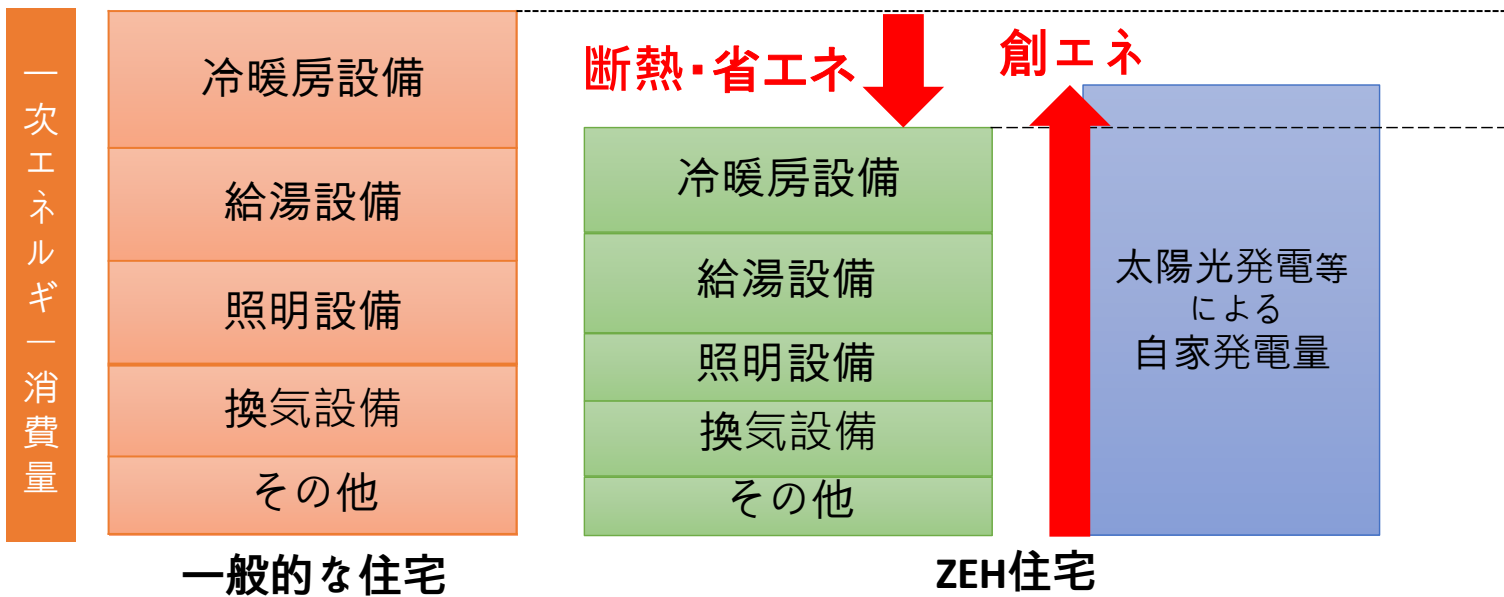 一次エネルギー消費量
冷暖房設備
給湯設備
照明設備
換気設備
その他
一般的な住宅
断熱・省エネ
創エネ
冷暖房設備
給湯設備
照明設備
換気設備
その他
太陽光発電等
による
自家発電量
ZEH住宅